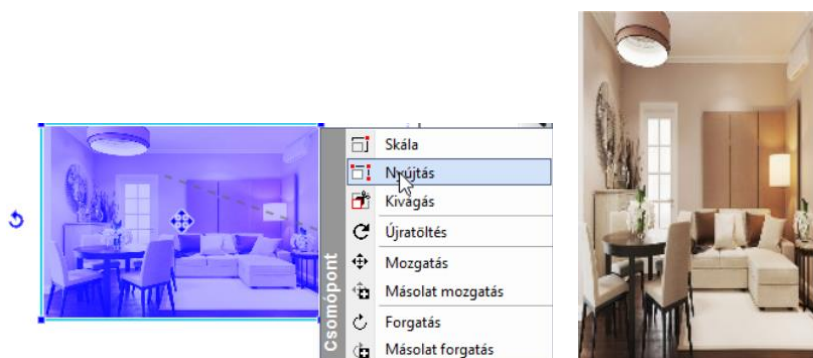 Skála
Nyújtás
Kivágás
Újratöltés
Mozgatás
Másolat mozgatás
Forgatás
Másolat forgatás
Csomópont